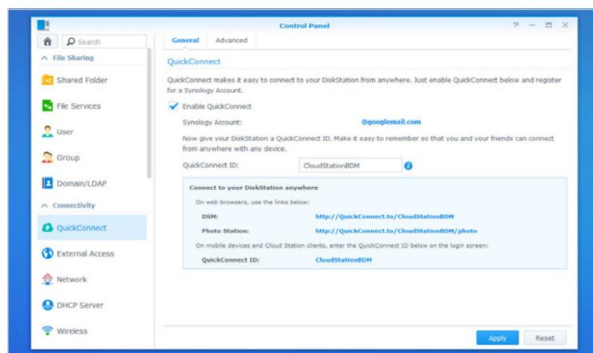 Control Panel
Search
General Advanced
File Sharing
Shared Folder
File Services
User
Group
Domain/LDAP
Connectivity
QuickConnect
External Access
Network
DHCP Server
Wireless
QuickConnect
QuickConnect makes it easy to connect to your DiskStation from anywhere. Just enable QuickConnect below and register
for a Synology Account.
Enable QuickConnect
Synology Account: @googlemail.com
Now give your DiskStation a QuickConnect ID. Make it easy to remember so that you and your friends can connect
from anywhere with any device.
QuickConnect ID: CloudStationBDM
Connect to your DiskStation anywhere
On web browsers, use the links below:
DSM: http://QuickConnect.to/CloudStationBDM
Photo Station: http://QuickConnect.to/CloudStationBDM/photo
On mobile devices and Cloud Station clients, enter the QuickConnect ID below on the login screen:
QuickConnect ID: CloudStationBDM
Apply Reset